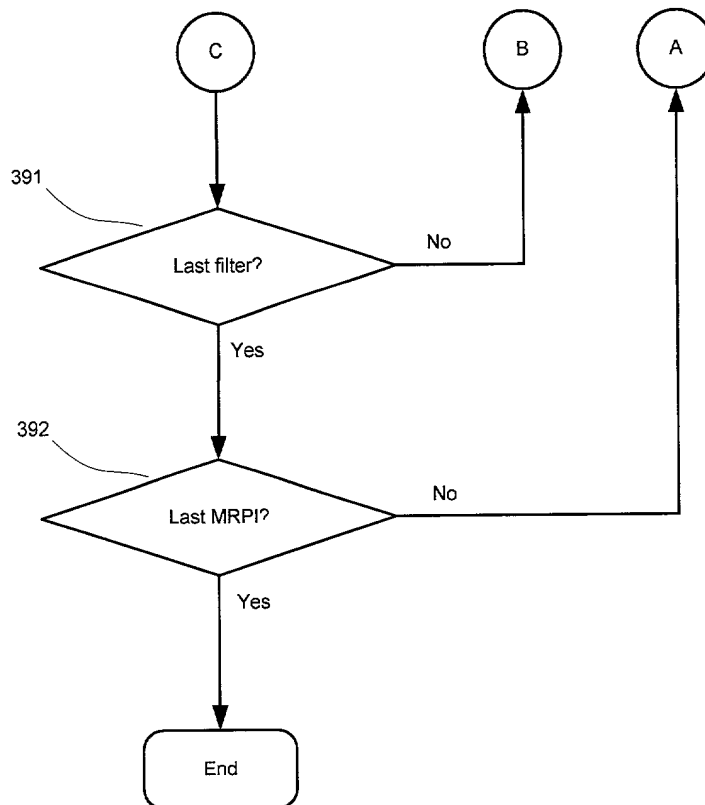 C
B
A
391
Last filter?
No
Yes
392
Last MRPI?
No
Yes
End